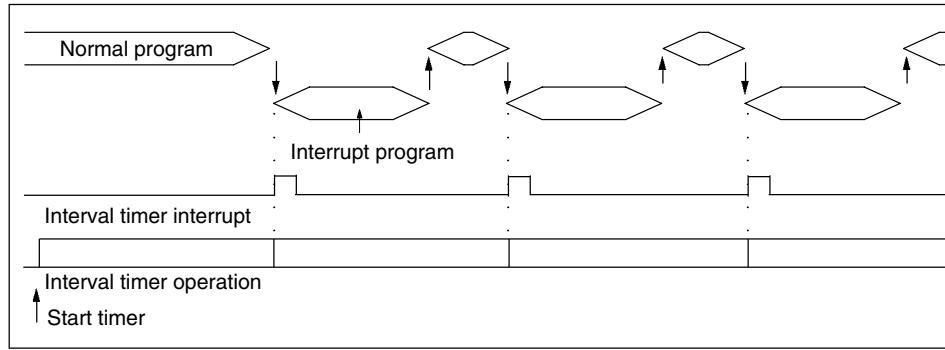 Normal program
Interrupt program
Interval timer interrupt
Interval timer operation
Start timer